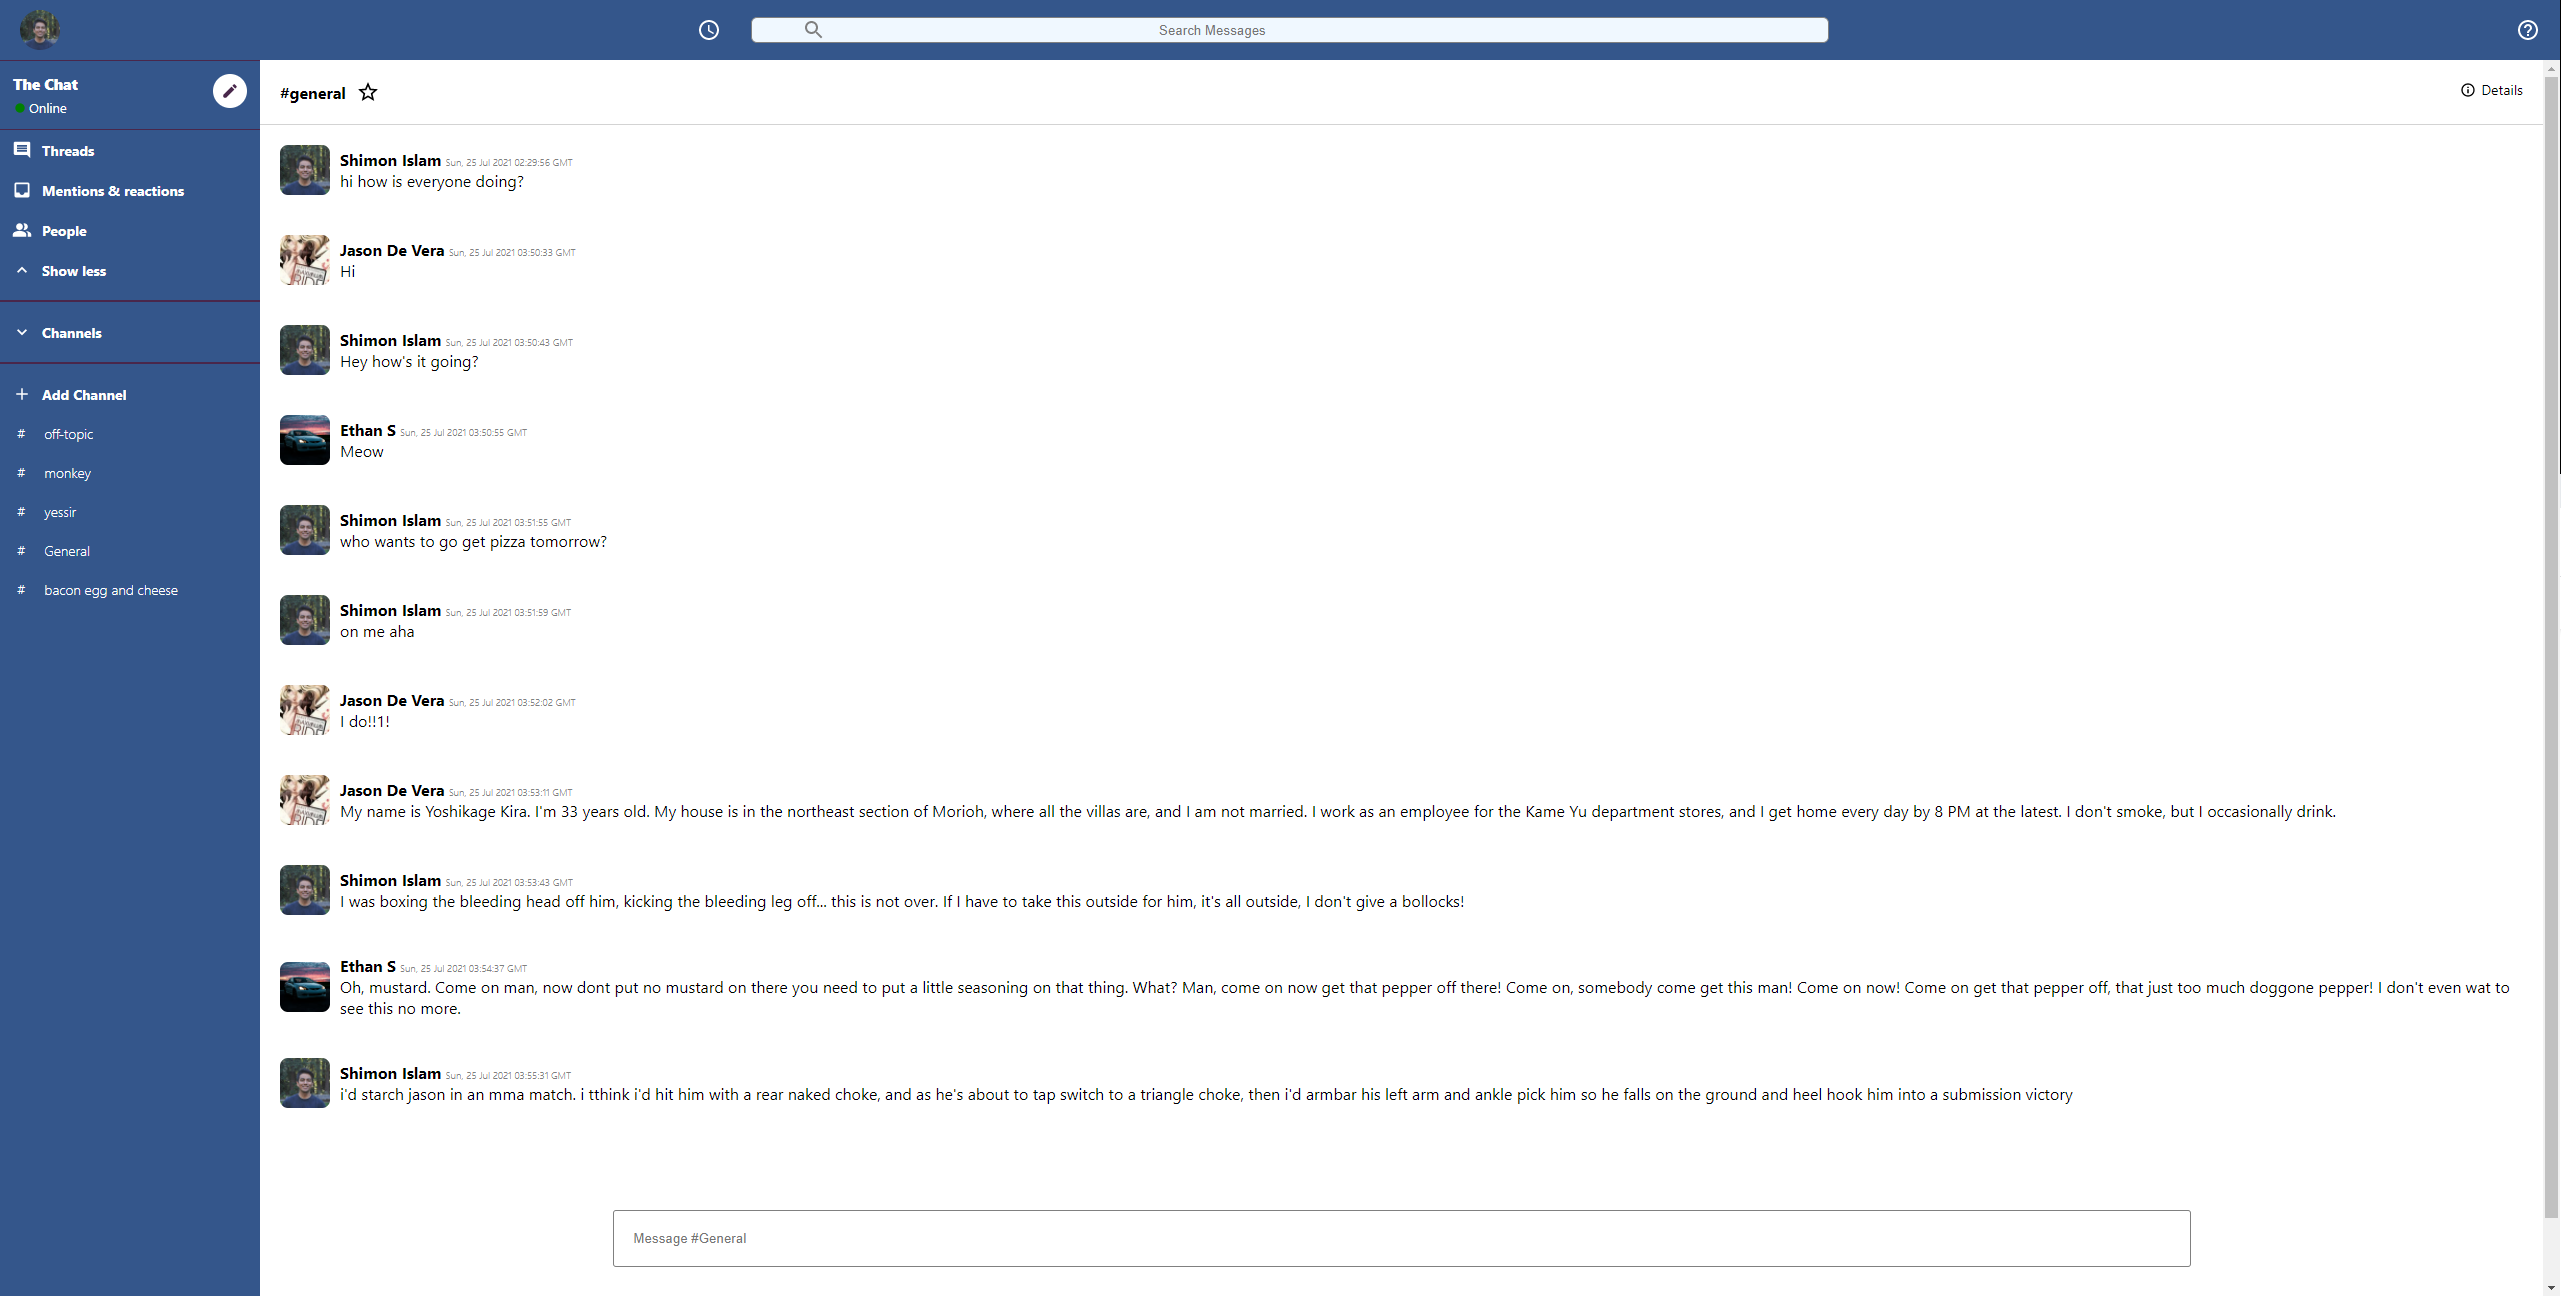 Search Messages
The Chat
Online
Threads
Mentions & reactions
People
Show less
Channels
Add Channel
# off-topic
# monkey
# yessir
# General
# bacon egg and cheese
#general
Details
Shimon Islam Sun, 25 Jul 2021 02:29:56 GMT
hi how is everyone doing?
Jason De Vera Sun, 25 Jul 2021 03:50:33 GMT
Hi
Shimon Islam Sun, 25 Jul 2021 03:50:43 GMT
Hey how's it going?
Ethan S Sun, 25 Jul 2021 03:50:55 GMT
Meow
Shimon Islam Sun, 25 Jul 2021 03:51:55 GMT
who wants to go get pizza tomorrow?
Shimon Islam Sun, 25 Jul 2021 03:51:59 GMT
on me aha
Jason De Vera Sun, 25 Jul 2021 03:52:02 GMT
I do!!1!
Jason De Vera Sun, 25 Jul 2021 03:53:11 GMT
My name is Yoshikage Kira. I'm 33 years old. My house is in the northeast section of Morioh, where all the villas are, and I am not married. I work as an employee for the Kame Yu department stores, and I get home every day by 8 PM at the latest. I don't smoke, but I occasionally drink.
Shimon Islam Sun, 25 Jul 2021 03:53:43 GMT
I was boxing the bleeding head off him, kicking the bleeding leg off... this is not over. If I have to take this outside for him, it's all outside, I don't give a bollocks!
Ethan S Sun, 25 Jul 2021 03:54:37 GMT
Oh, mustard. Come on man, now dont put no mustard on there you need to put a little seasoning on that thing. What? Man, come on now get that pepper off there! Come on, somebody come get this man! Come on now! Come on get that pepper off, that just too much doggone pepper! I don't even wat to
see this no more.
Shimon Islam Sun, 25 Jul 2021 03:55:31 GMT
i'd starch jason in an mma match. i tthink i'd hit him with a rear naked choke, and as he's about to tap switch to a triangle choke, then i'd armbar his left arm and ankle pick him so he falls on the ground and heel hook him into a submission victory
Message #General